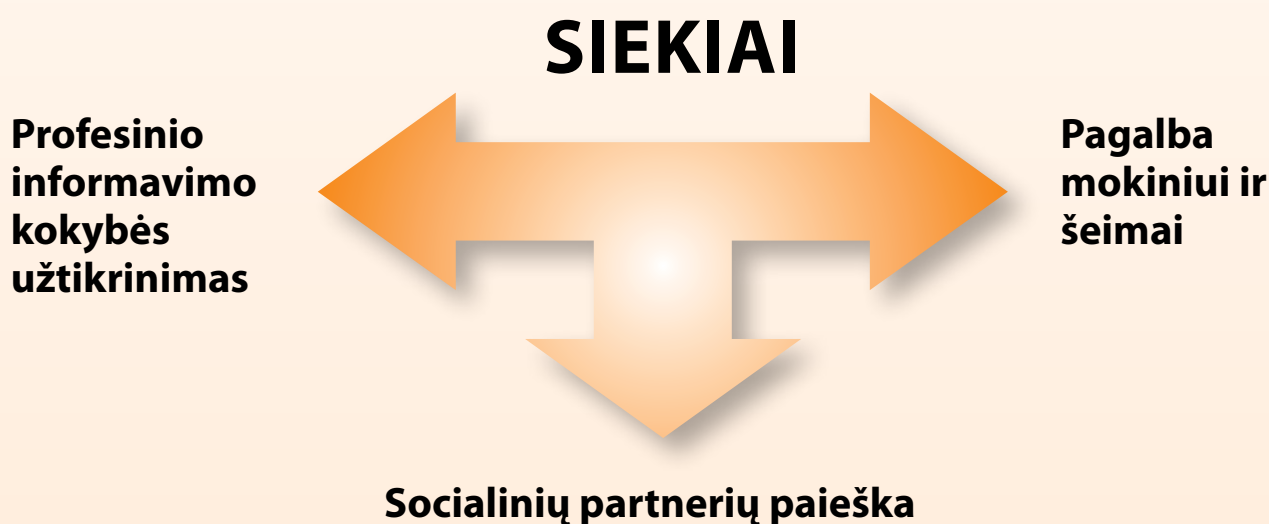 SIEKIAI
Profesinio
informavimo
kokybės
užtikrinimas
Pagalba
mokiniui ir
šeimai
Socialinių partnerių paieška